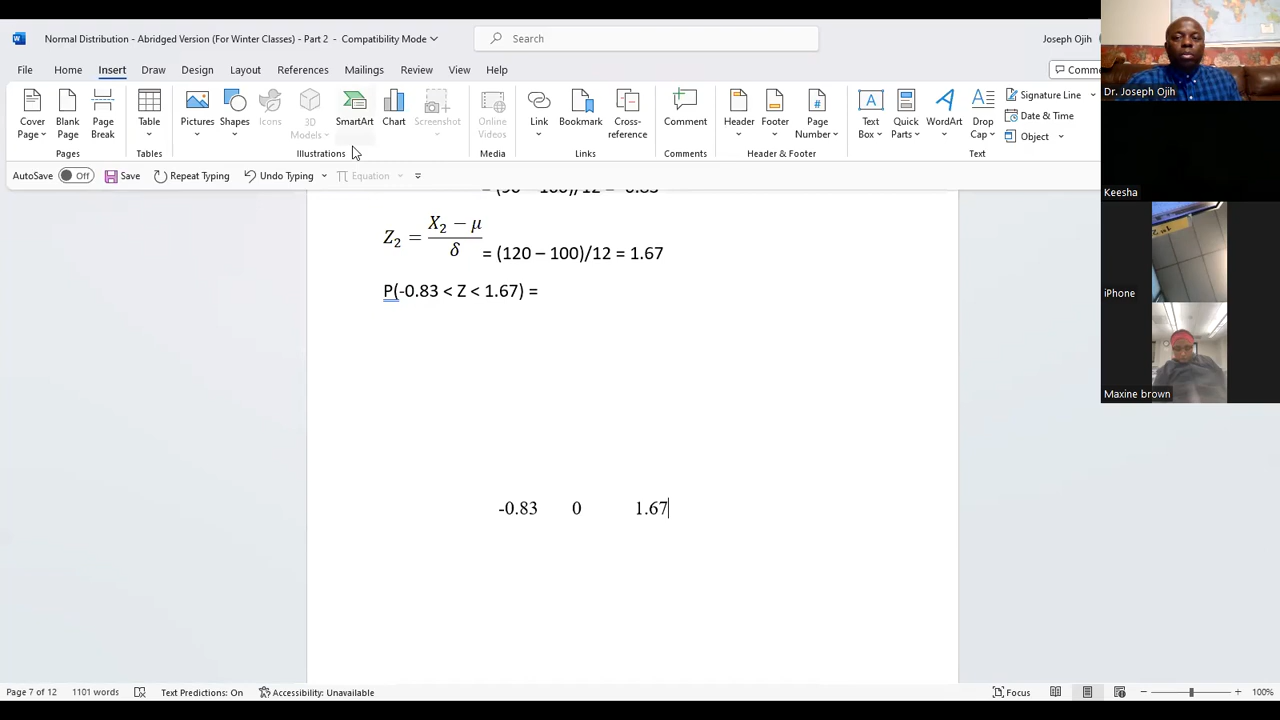 Normal Distribution - Abridged Version (For Winter Classes) - Part 2 - Compatibility Mode
Search
Joseph Ojih
File Home Insert Draw Design Layout References Mailings Review View Help
Cover Page
Blank Page
Page Break
Table
Pictures
Shapes
Icons
3D Models
SmartArt
Chart
Screenshot
Online Videos
Link
Bookmark
Cross-reference
Comment
Header
Footer
Page Number
Text Box
Quick Parts
WordArt
Drop Cap
Signature Line
Date & Time
Object
Pages Tables Illustrations Media Links Comments Header & Footer Text
AutoSave Off Save Repeat Typing Undo Typing Equation
Z₂ = (X₂ − μ)/δ = (120 – 100)/12 = 1.67
P(-0.83 < Z < 1.67) =
-0.83 0 1.67
Page 7 of 12 1101 words Text Predictions: On Accessibility: Unavailable Focus 100%
Dr. Joseph Ojih
Keesha
iPhone
Maxine brown